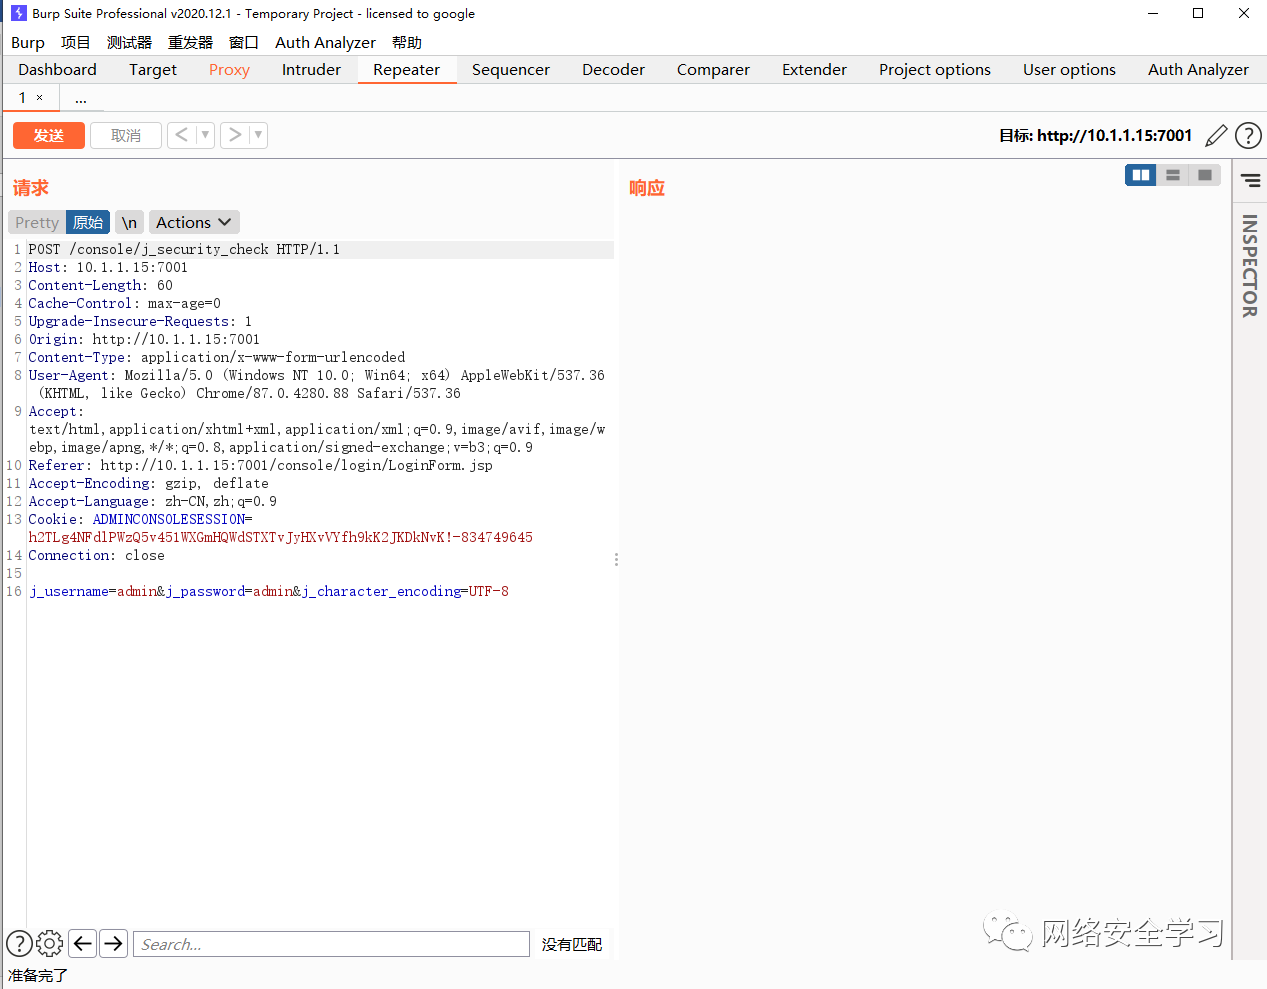 Burp Suite Professional v2020.12.1 - Temporary Project - licensed to google
Burp 项目 测试器 重发器 窗口 Auth Analyzer 帮助
Dashboard Target Proxy Intruder Repeater Sequencer Decoder Comparer Extender Project options User options Auth Analyzer
1 × ...
发送 取消 < > 目标: http://10.1.1.15:7001
请求
响应
Pretty 原始 \n Actions
INSPECTOR
1 POST /console/j_security_check HTTP/1.1
2 Host: 10.1.1.15:7001
3 Content-Length: 60
4 Cache-Control: max-age=0
5 Upgrade-Insecure-Requests: 1
6 Origin: http://10.1.1.15:7001
7 Content-Type: application/x-www-form-urlencoded
8 User-Agent: Mozilla/5.0 (Windows NT 10.0; Win64; x64) AppleWebKit/537.36
(KHTML, like Gecko) Chrome/87.0.4280.88 Safari/537.36
9 Accept:
text/html,application/xhtml+xml,application/xml;q=0.9,image/avif,image/w
ebp,image/apng,*/*;q=0.8,application/signed-exchange;v=b3;q=0.9
10 Referer: http://10.1.1.15:7001/console/login/LoginForm.jsp
11 Accept-Encoding: gzip, deflate
12 Accept-Language: zh-CN,zh;q=0.9
13 Cookie: ADMINCONSOLESESSION=
h2TLg4NFdlPWzQ5v451WXGmHQWdSTXTvJyHXvVYfh9kK2JKDkNvK!-834749645
14 Connection: close
15
16 j_username=admin&j_password=admin&j_character_encoding=UTF-8
Search... 没有匹配
网络安全学习
准备完了